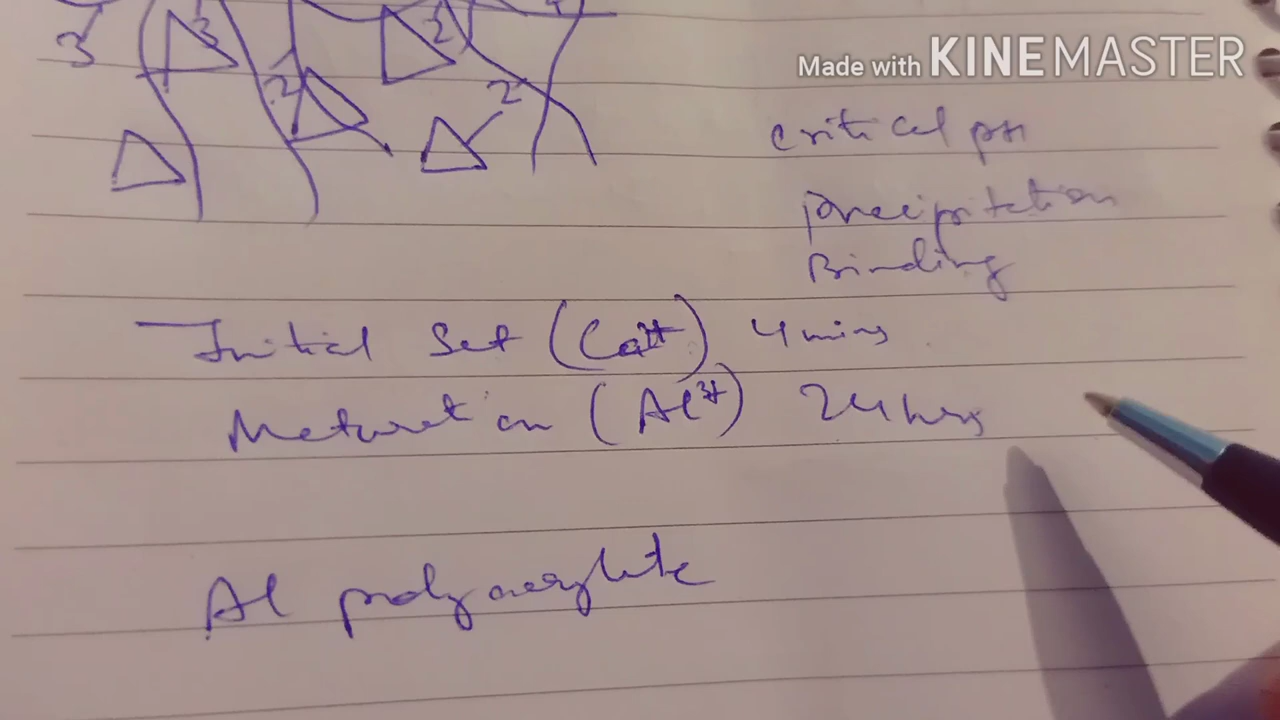 3
3
2
2
2
Made with KINEMASTER
critical pH
precipitation
Binding
Initial Set (Ca²⁺) 4 mins
Maturation (Al³⁺) 24 hrs
Al polyacrylate